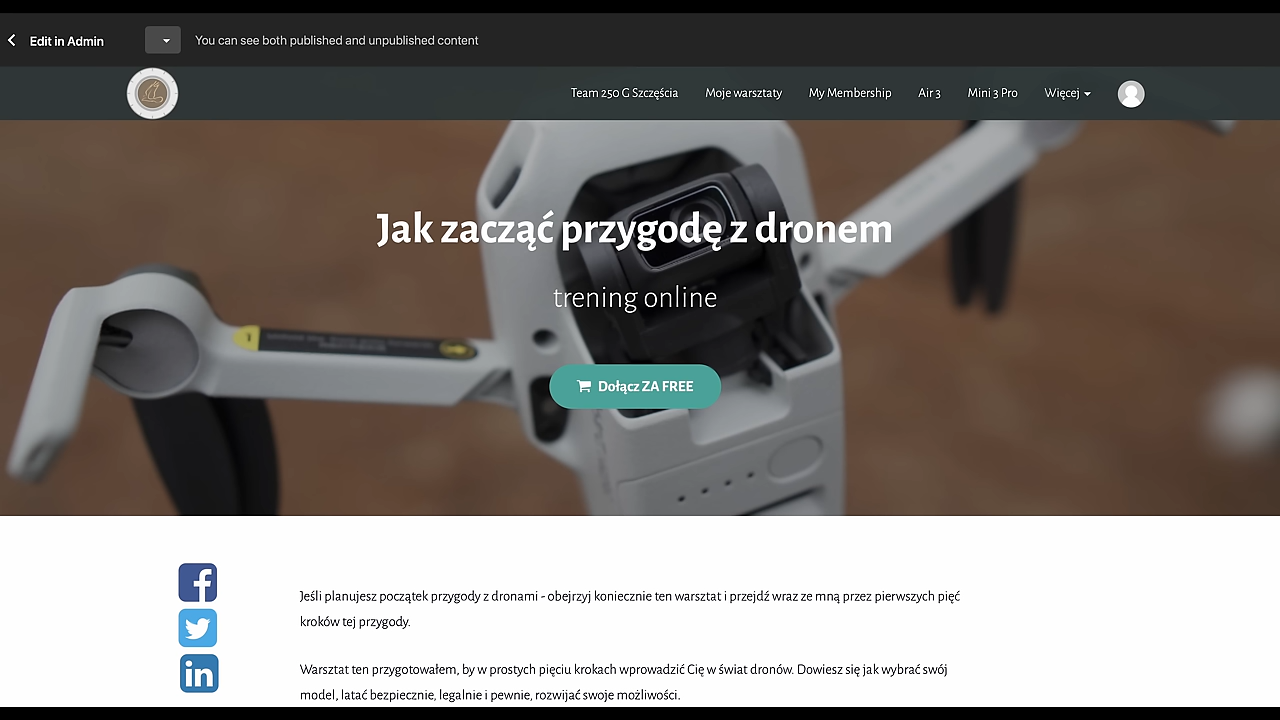 Edit in Admin
You can see both published and unpublished content
Team 250 G Szczęścia
Moje warsztaty
My Membership
Air 3
Mini 3 Pro
Więcej
Jak zacząć przygodę z dronem
trening online
Dołącz ZA FREE
Jeśli planujesz początek przygody z dronami - obejrzyj koniecznie ten warsztat i przejdź wraz ze mną przez pierwszych pięć
kroków tej przygody.
Warsztat ten przygotowałem, by w prostych pięciu krokach wprowadzić Cię w świat dronów. Dowiesz się jak wybrać swój
model, latać bezpiecznie, legalnie i pewnie, rozwijać swoje możliwości.